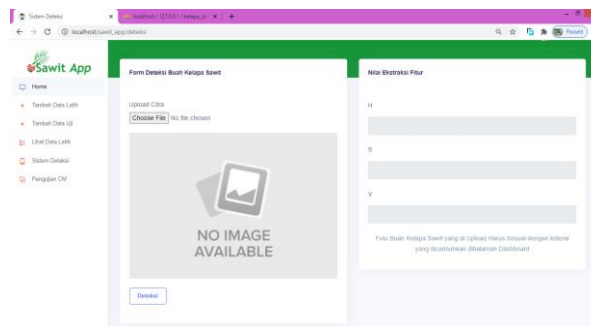 Sistem Deteksi
localhost/sawit_app/deteksi
Paused
Sawit App
Home
Tambah Data Latih
Tambah Data Uji
Lihat Data Latih
Sistem Deteksi
Pengujian CM
Form Deteksi Buah Kelapa Sawit
Upload Citra
Choose File No file chosen
NO IMAGE
AVAILABLE
Deteksi
Nilai Ekstraksi Fitur
H
S
V
Foto Buah Kelapa Sawit yang di Upload Harus Sesuai dengan kriteria
yang dicantumkan dihalaman Dashboard